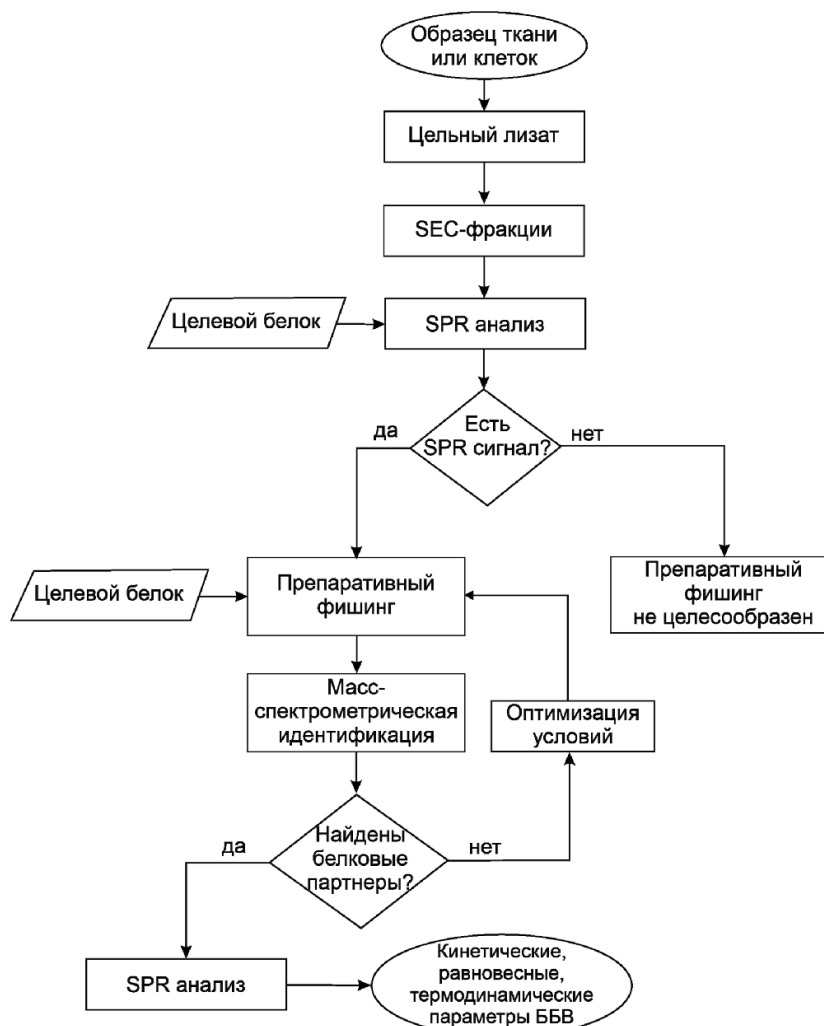 Образец ткани
или клеток
Цельный лизат
SEC-фракции
Целевой белок
SPR анализ
Есть
SPR сигнал?
да
нет
Целевой белок
Препаративный
фишинг
Препаративный
фишинг
не целесообразен
Масс-
спектрометрическая
идентификация
Оптимизация
условий
Найдены
белковые
партнеры?
да
нет
SPR анализ
Кинетические,
равновесные,
термодинамические
параметры ББВ